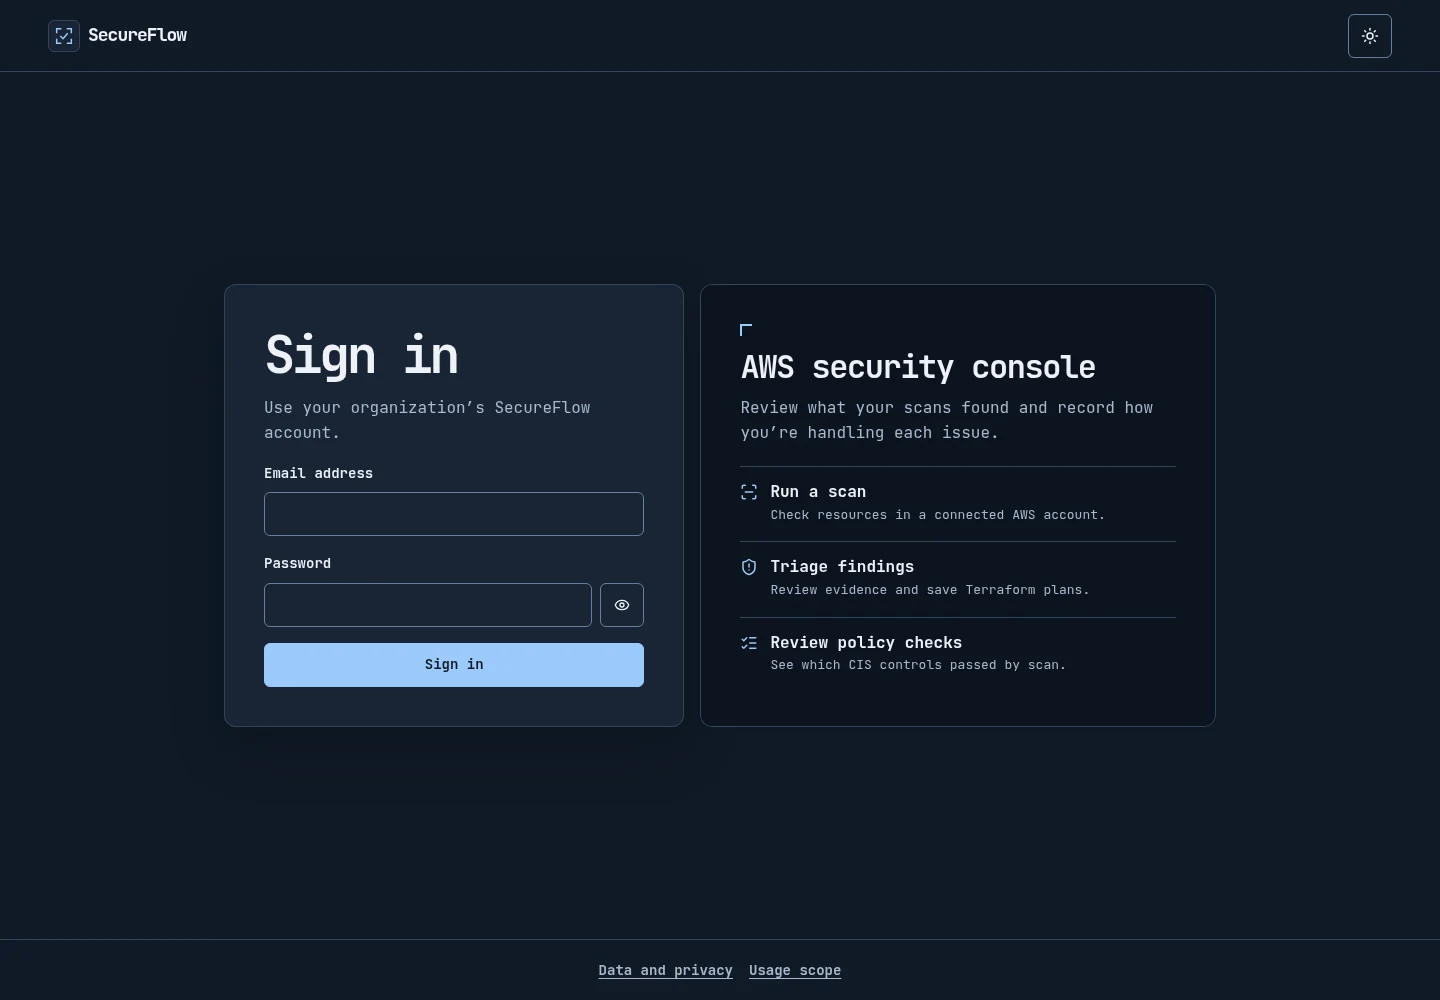 SecureFlow
Sign in
Use your organization’s SecureFlow
account.
Email address
Password
Sign in
AWS security console
Review what your scans found and record how
you’re handling each issue.
Run a scan
Check resources in a connected AWS account.
Triage findings
Review evidence and save Terraform plans.
Review policy checks
See which CIS controls passed by scan.
Data and privacy
Usage scope